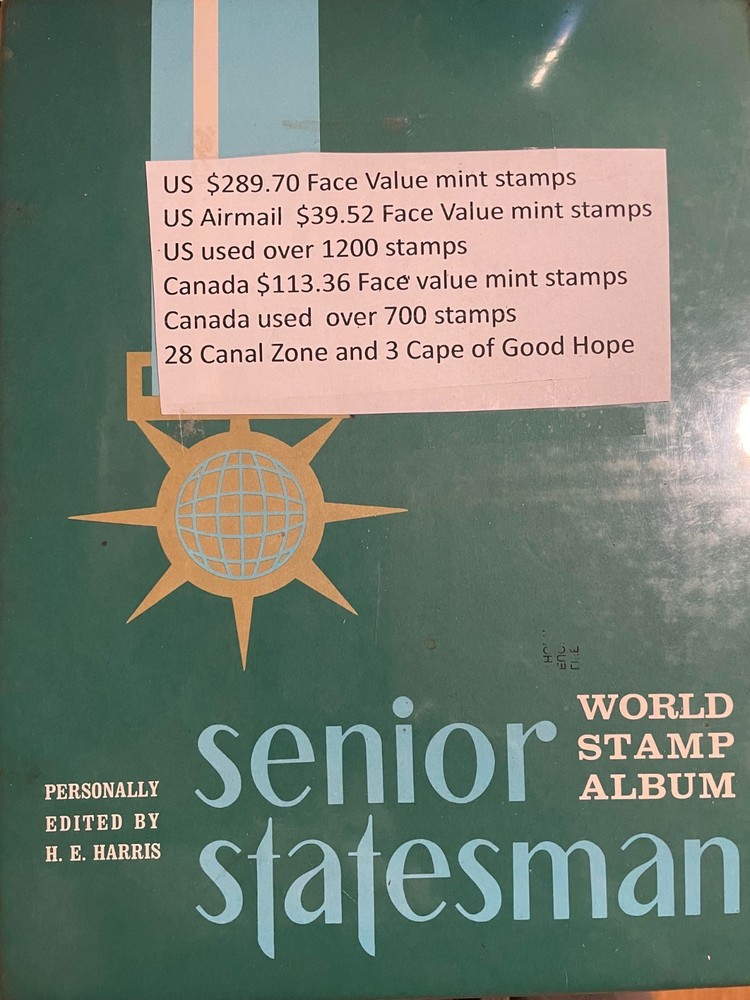 US $289.70 Face Value mint stamps
US Airmail $39.52 Face Value mint stamps
US used over 1200 stamps
Canada $113.36 Face value mint stamps
Canada used over 700 stamps
28 Canal Zone and 3 Cape of Good Hope
senior
statesman
WORLD
STAMP
ALBUM
PERSONALLY
EDITED BY
H. E. HARRIS